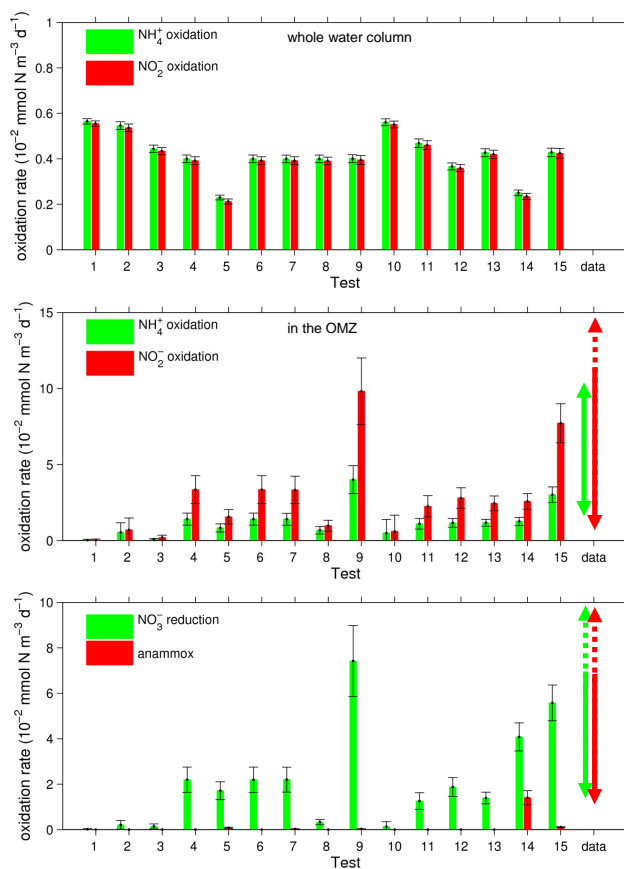 oxidation rate (10⁻² mmol N m⁻³ d⁻¹)
1
0.8
0.6
0.4
0.2
0
NH₄⁺ oxidation
NO₂⁻ oxidation
whole water column
1 2 3 4 5 6 7 8 9 10 11 12 13 14 15 data
Test
oxidation rate (10⁻² mmol N m⁻³ d⁻¹)
15
10
5
0
NH₄⁺ oxidation
NO₂⁻ oxidation
in the OMZ
1 2 3 4 5 6 7 8 9 10 11 12 13 14 15 data
Test
oxidation rate (10⁻² mmol N m⁻³ d⁻¹)
10
8
6
4
2
0
NO₃⁻ reduction
anammox
1 2 3 4 5 6 7 8 9 10 11 12 13 14 15 data
Test